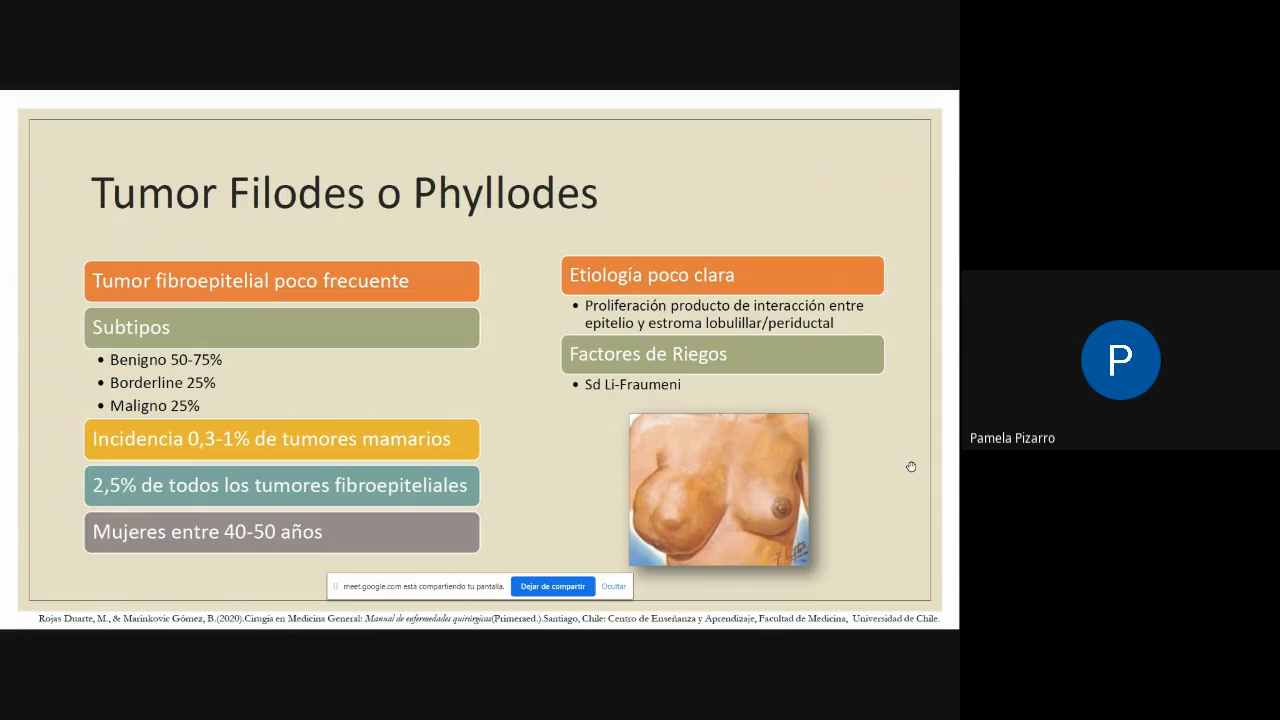 Tumor Filodes o Phyllodes
Tumor fibroepitelial poco frecuente
Subtipos
• Benigno 50-75%
• Borderline 25%
• Maligno 25%
Incidencia 0,3-1% de tumores mamarios
2,5% de todos los tumores fibroepiteliales
Mujeres entre 40-50 años
Etiología poco clara
• Proliferación producto de interacción entre
epitelio y estroma lobulillar/periductal
Factores de Riegos
• Sd Li-Fraumeni
meet.google.com está compartiendo tu pantalla.
Dejar de compartir
Ocultar
Rojas Duarte, M., & Marinkovic Gómez, B.(2020).Cirugía en Medicina General: Manual de enfermedades quirúrgicas(Primeraed.).Santiago, Chile: Centro de Enseñanza y Aprendizaje, Facultad de Medicina, Universidad de Chile.
P
Pamela Pizarro